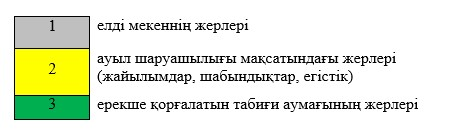 1 елді мекеннің жерлері
2 ауыл шаруашылығы мақсатындағы жерлері
(жайылымдар, шабындықтар, егістік)
3 ерекше қорғалатын табиғи аумағының жерлері